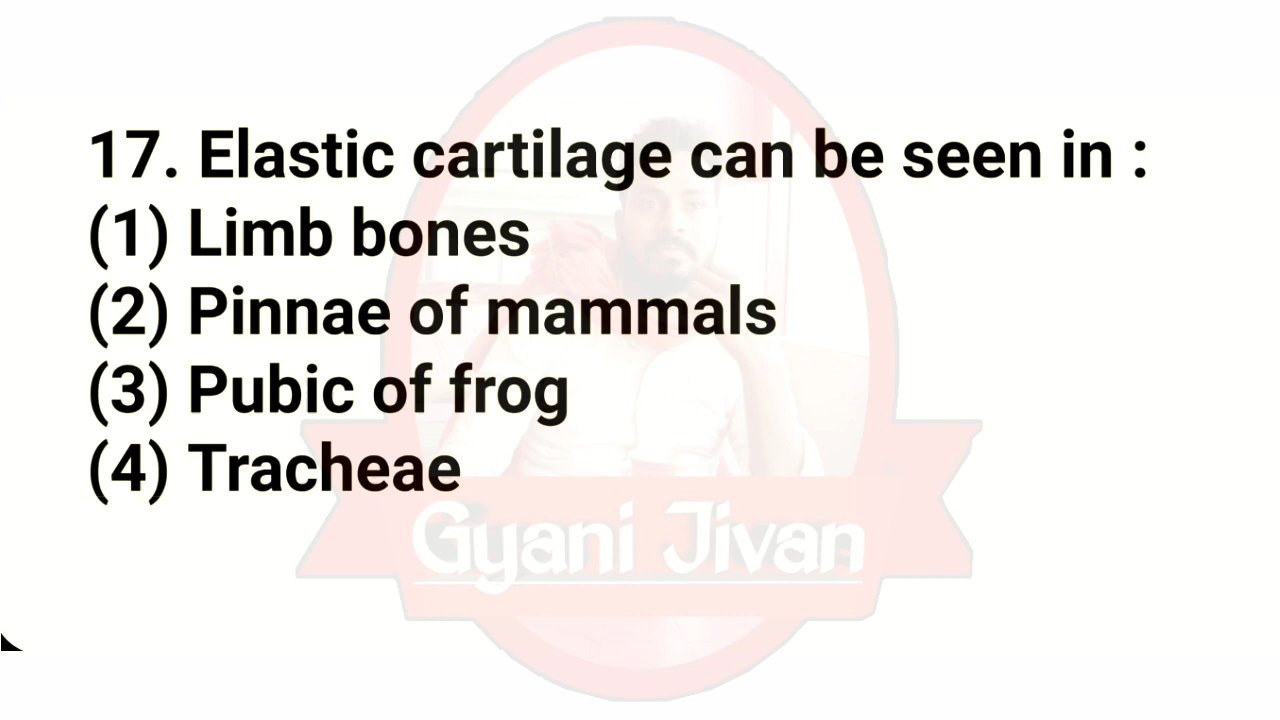 17. Elastic cartilage can be seen in :
(1) Limb bones
(2) Pinnae of mammals
(3) Pubic of frog
(4) Tracheae
Gyani Jivan